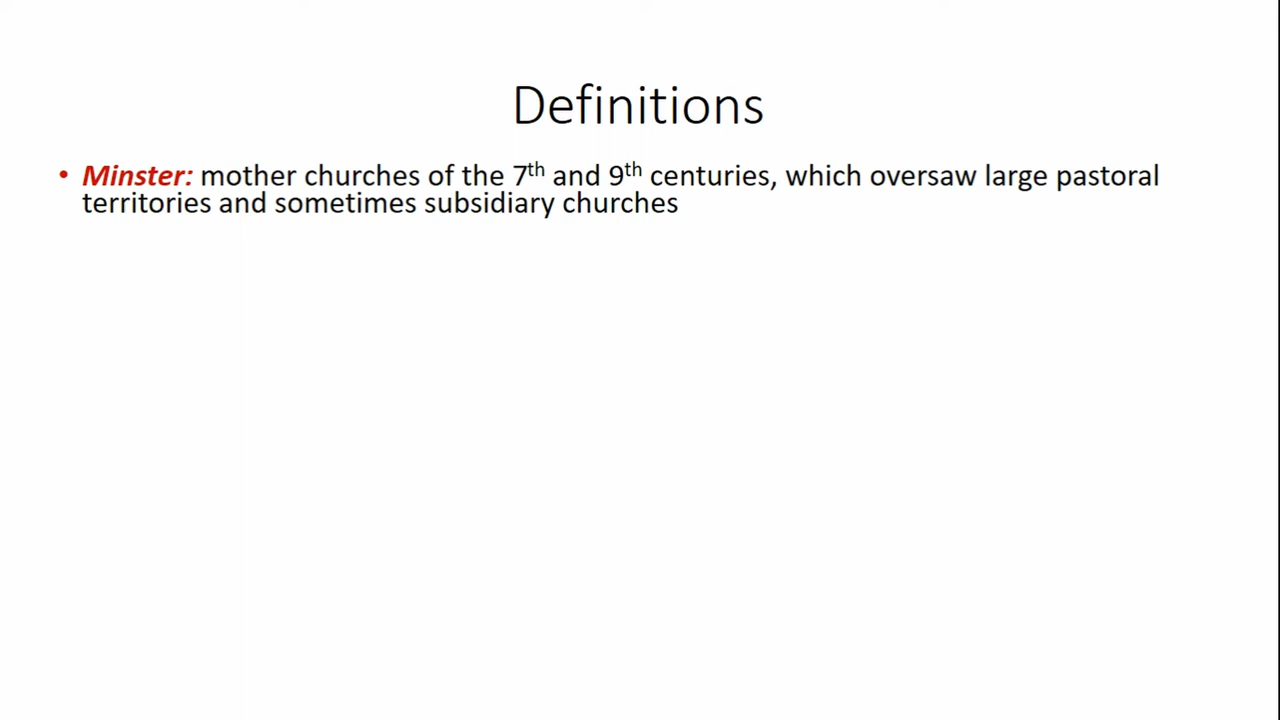 Definitions
• Minster: mother churches of the 7th and 9th centuries, which oversaw large pastoral
territories and sometimes subsidiary churches